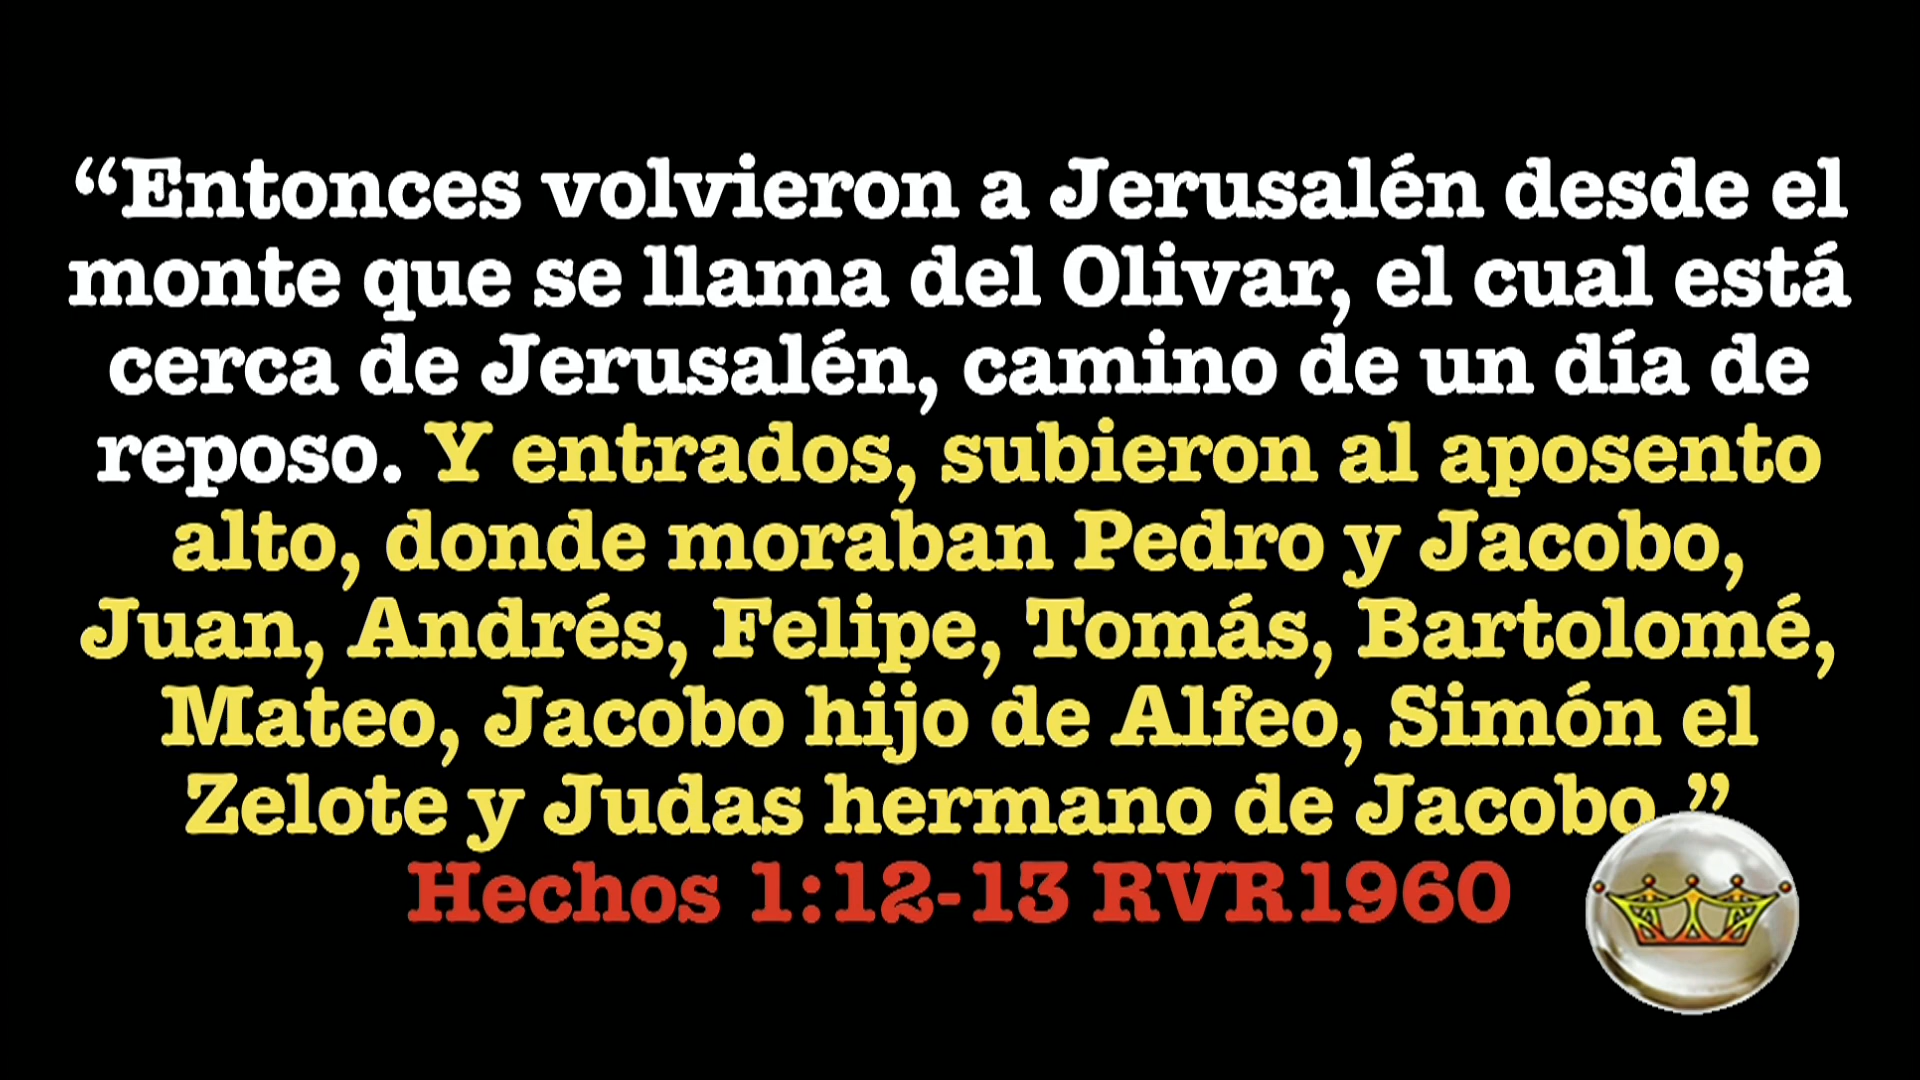 “Entonces volvieron a Jerusalén desde el
monte que se llama del Olivar, el cual está
cerca de Jerusalén, camino de un día de
reposo. Y entrados, subieron al aposento
alto, donde moraban Pedro y Jacobo,
Juan, Andrés, Felipe, Tomás, Bartolomé,
Mateo, Jacobo hijo de Alfeo, Simón el
Zelote y Judas hermano de Jacobo.”
Hechos 1:12-13 RVR1960